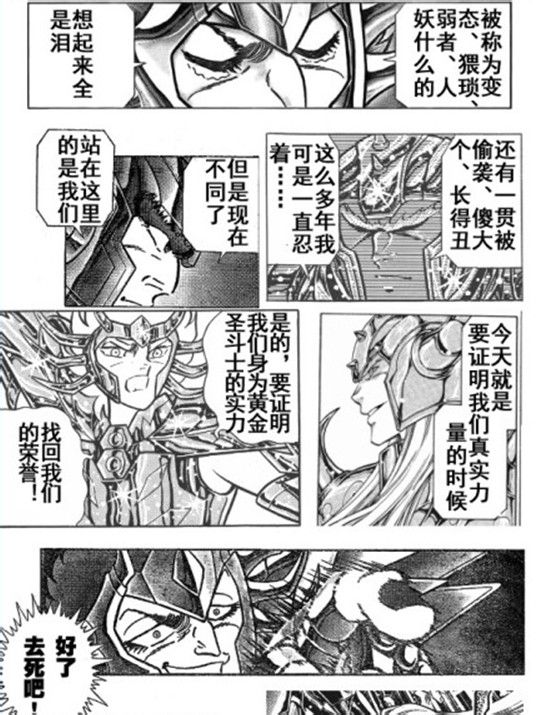 被称为变
态、猥琐、
弱者、人
妖什么的
想起来全
是泪
还有一贯被
偷袭、傻大
个、长得丑
这么多年我
可是一直忍
着……
但是现在
不同了
站在这里
的是我们
今天就是
要证明我们真实力
量的时候
是的，要证明
我们身为黄金
圣斗士的实力
找回我们
的荣誉！
好了
去死吧！